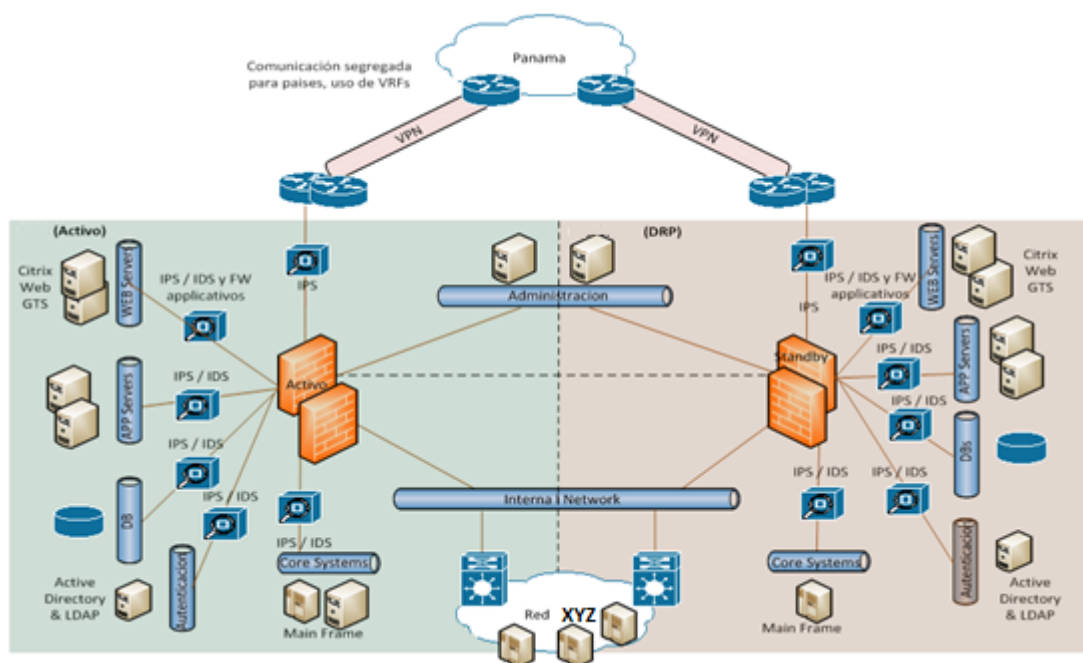 Panama
Comunicación segregada
para paises, uso de VRFs
VPN
VPN
(Activo)
(DRP)
Citrix
Web
GTS
WEB Servers
IPS / IDS y FW
applicativos
IPS
Administracion
IPS
IPS / IDS y FW
applicativos
WEB Servers
Citrix
Web
GTS
APP Servers
IPS / IDS
Activo
Standby
IPS / IDS
APP Servers
IPS / IDS
IPS / IDS
DB
IPS / IDS
Interna
Network
IPS / IDS
DBs
IPS / IDS
Core Systems
IPS / IDS
Core Systems
Active
Directory
& LDAP
Autenticacion
Main Frame
Red XYZ
Main Frame
Autenticacion
Active
Directory
& LDAP